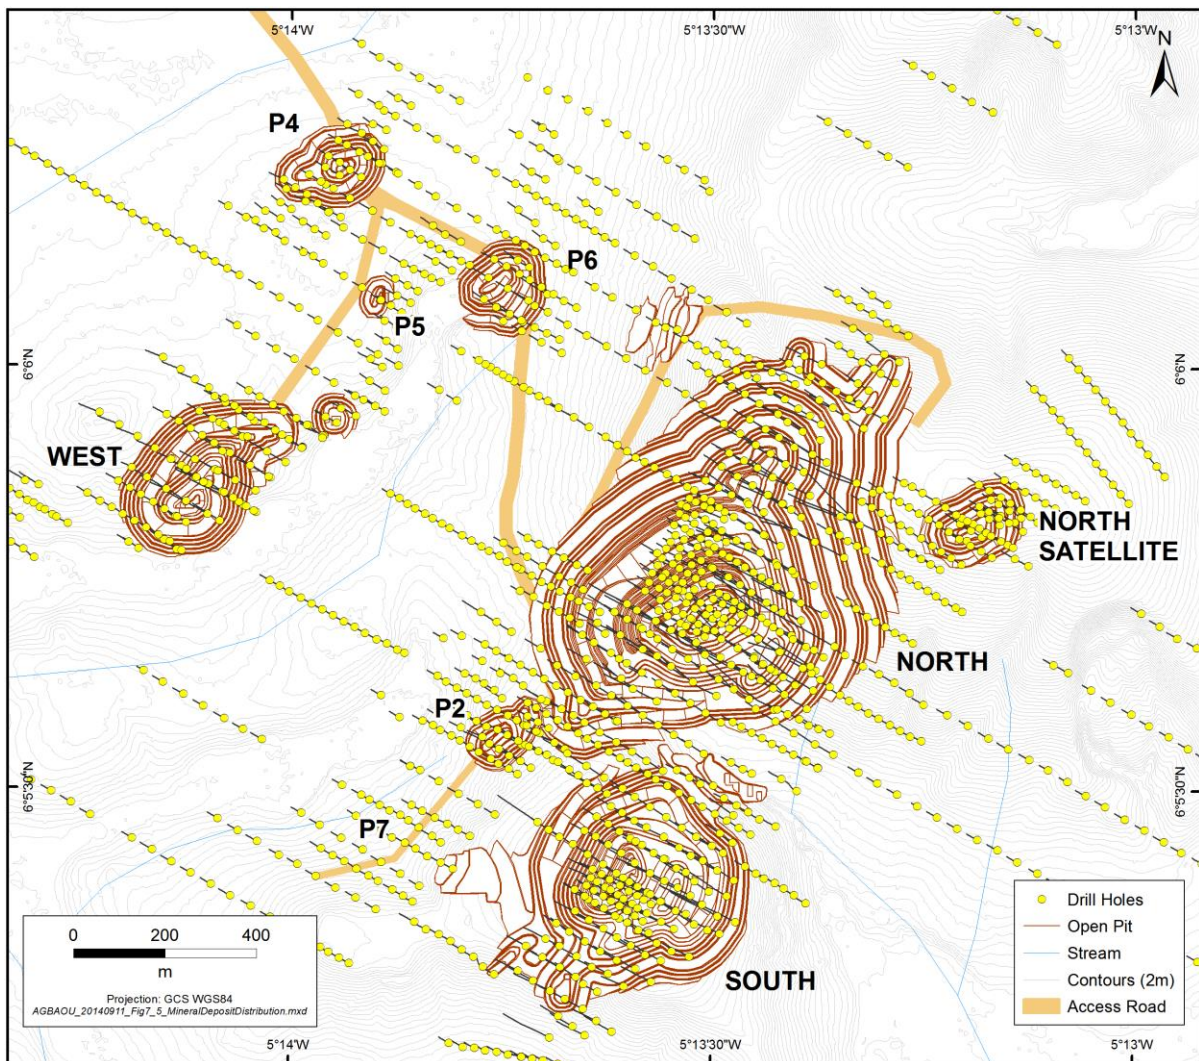 5°14'W
5°13'30"W
5°13'W
N
P4
P6
P5
6°6'N
6°6'N
WEST
NORTH
SATELLITE
NORTH
P2
6°5'30"N
6°5'30"N
P7
SOUTH
Drill Holes
Open Pit
Stream
Contours (2m)
Access Road
0 200 400
m
Projection: GCS WGS84
AGBAOU_20140911_Fig7_5_MineralDepositDistribution.mxd
5°14'W
5°13'30"W
5°13'W